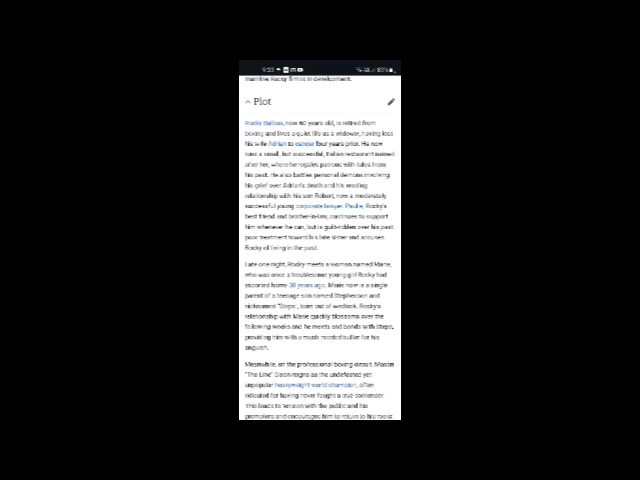 mainline Rocky film is in development.
Plot
Rocky Balboa, now 60 years old, is retired from
boxing and lives a quiet life as a widower, having lost
his wife Adrian to cancer four years prior. He now
runs a small, but successful, Italian restaurant named
after her, where he regales patrons with tales from
his past. He also battles personal demons involving
his grief over Adrian's death and his eroding
relationship with his son Robert, now a moderately
successful young corporate lawyer. Paulie, Rocky's
best friend and brother-in-law, continues to support
him whenever he can, but is guilt-ridden over his past
poor treatment toward his late sister and accuses
Rocky of living in the past.
Late one night, Rocky meets a woman named Marie,
who was once a troublesome young girl Rocky had
escorted home 30 years ago. Marie now is a single
parent of a teenage son named Stephenson and
nicknamed "Steps", born out of wedlock. Rocky's
relationship with Marie quickly blossoms over the
following weeks and he meets and bonds with Steps,
providing him with a much needed buffer for his
anguish.
Meanwhile, on the professional boxing circuit, Mason
"The Line" Dixon reigns as the undefeated yet
unpopular heavyweight world champion, often
ridiculed for having never fought a true contender.
This leads to tension with the public and his
promoters and encourages him to return to his roots: